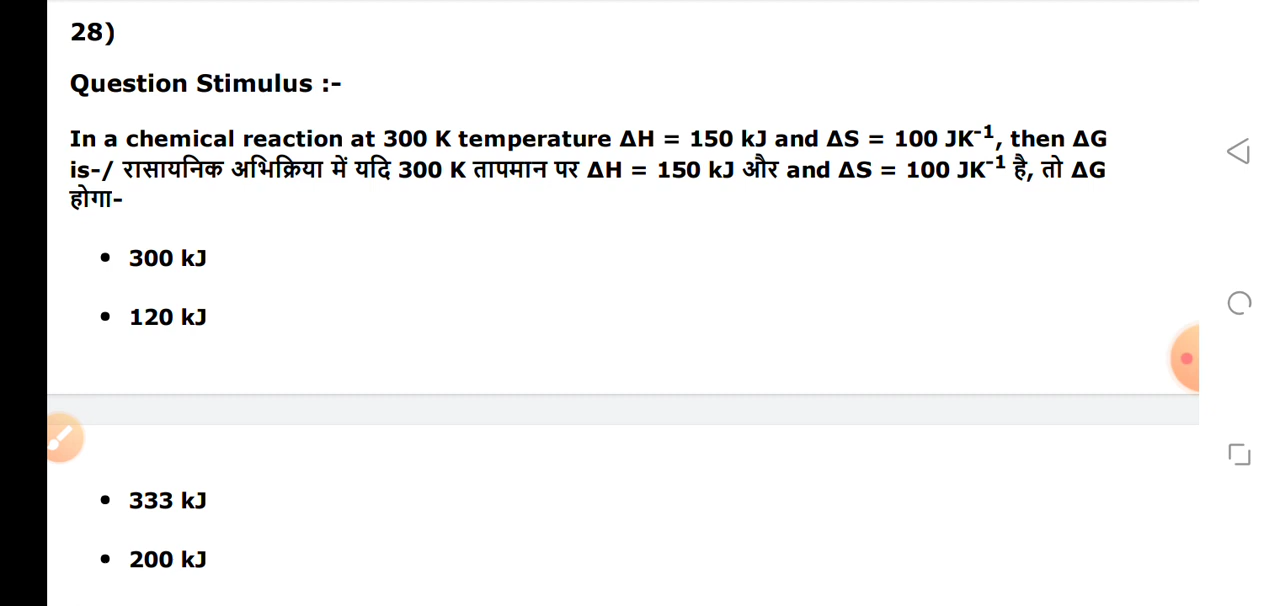 28)
Question Stimulus :-
In a chemical reaction at 300 K temperature ΔH = 150 kJ and ΔS = 100 JK⁻¹, then ΔG
is-/ रासायनिक अभिक्रिया में यदि 300 K तापमान पर ΔH = 150 kJ और and ΔS = 100 JK⁻¹ है, तो ΔG
होगा-
• 300 kJ
• 120 kJ
• 333 kJ
• 200 kJ